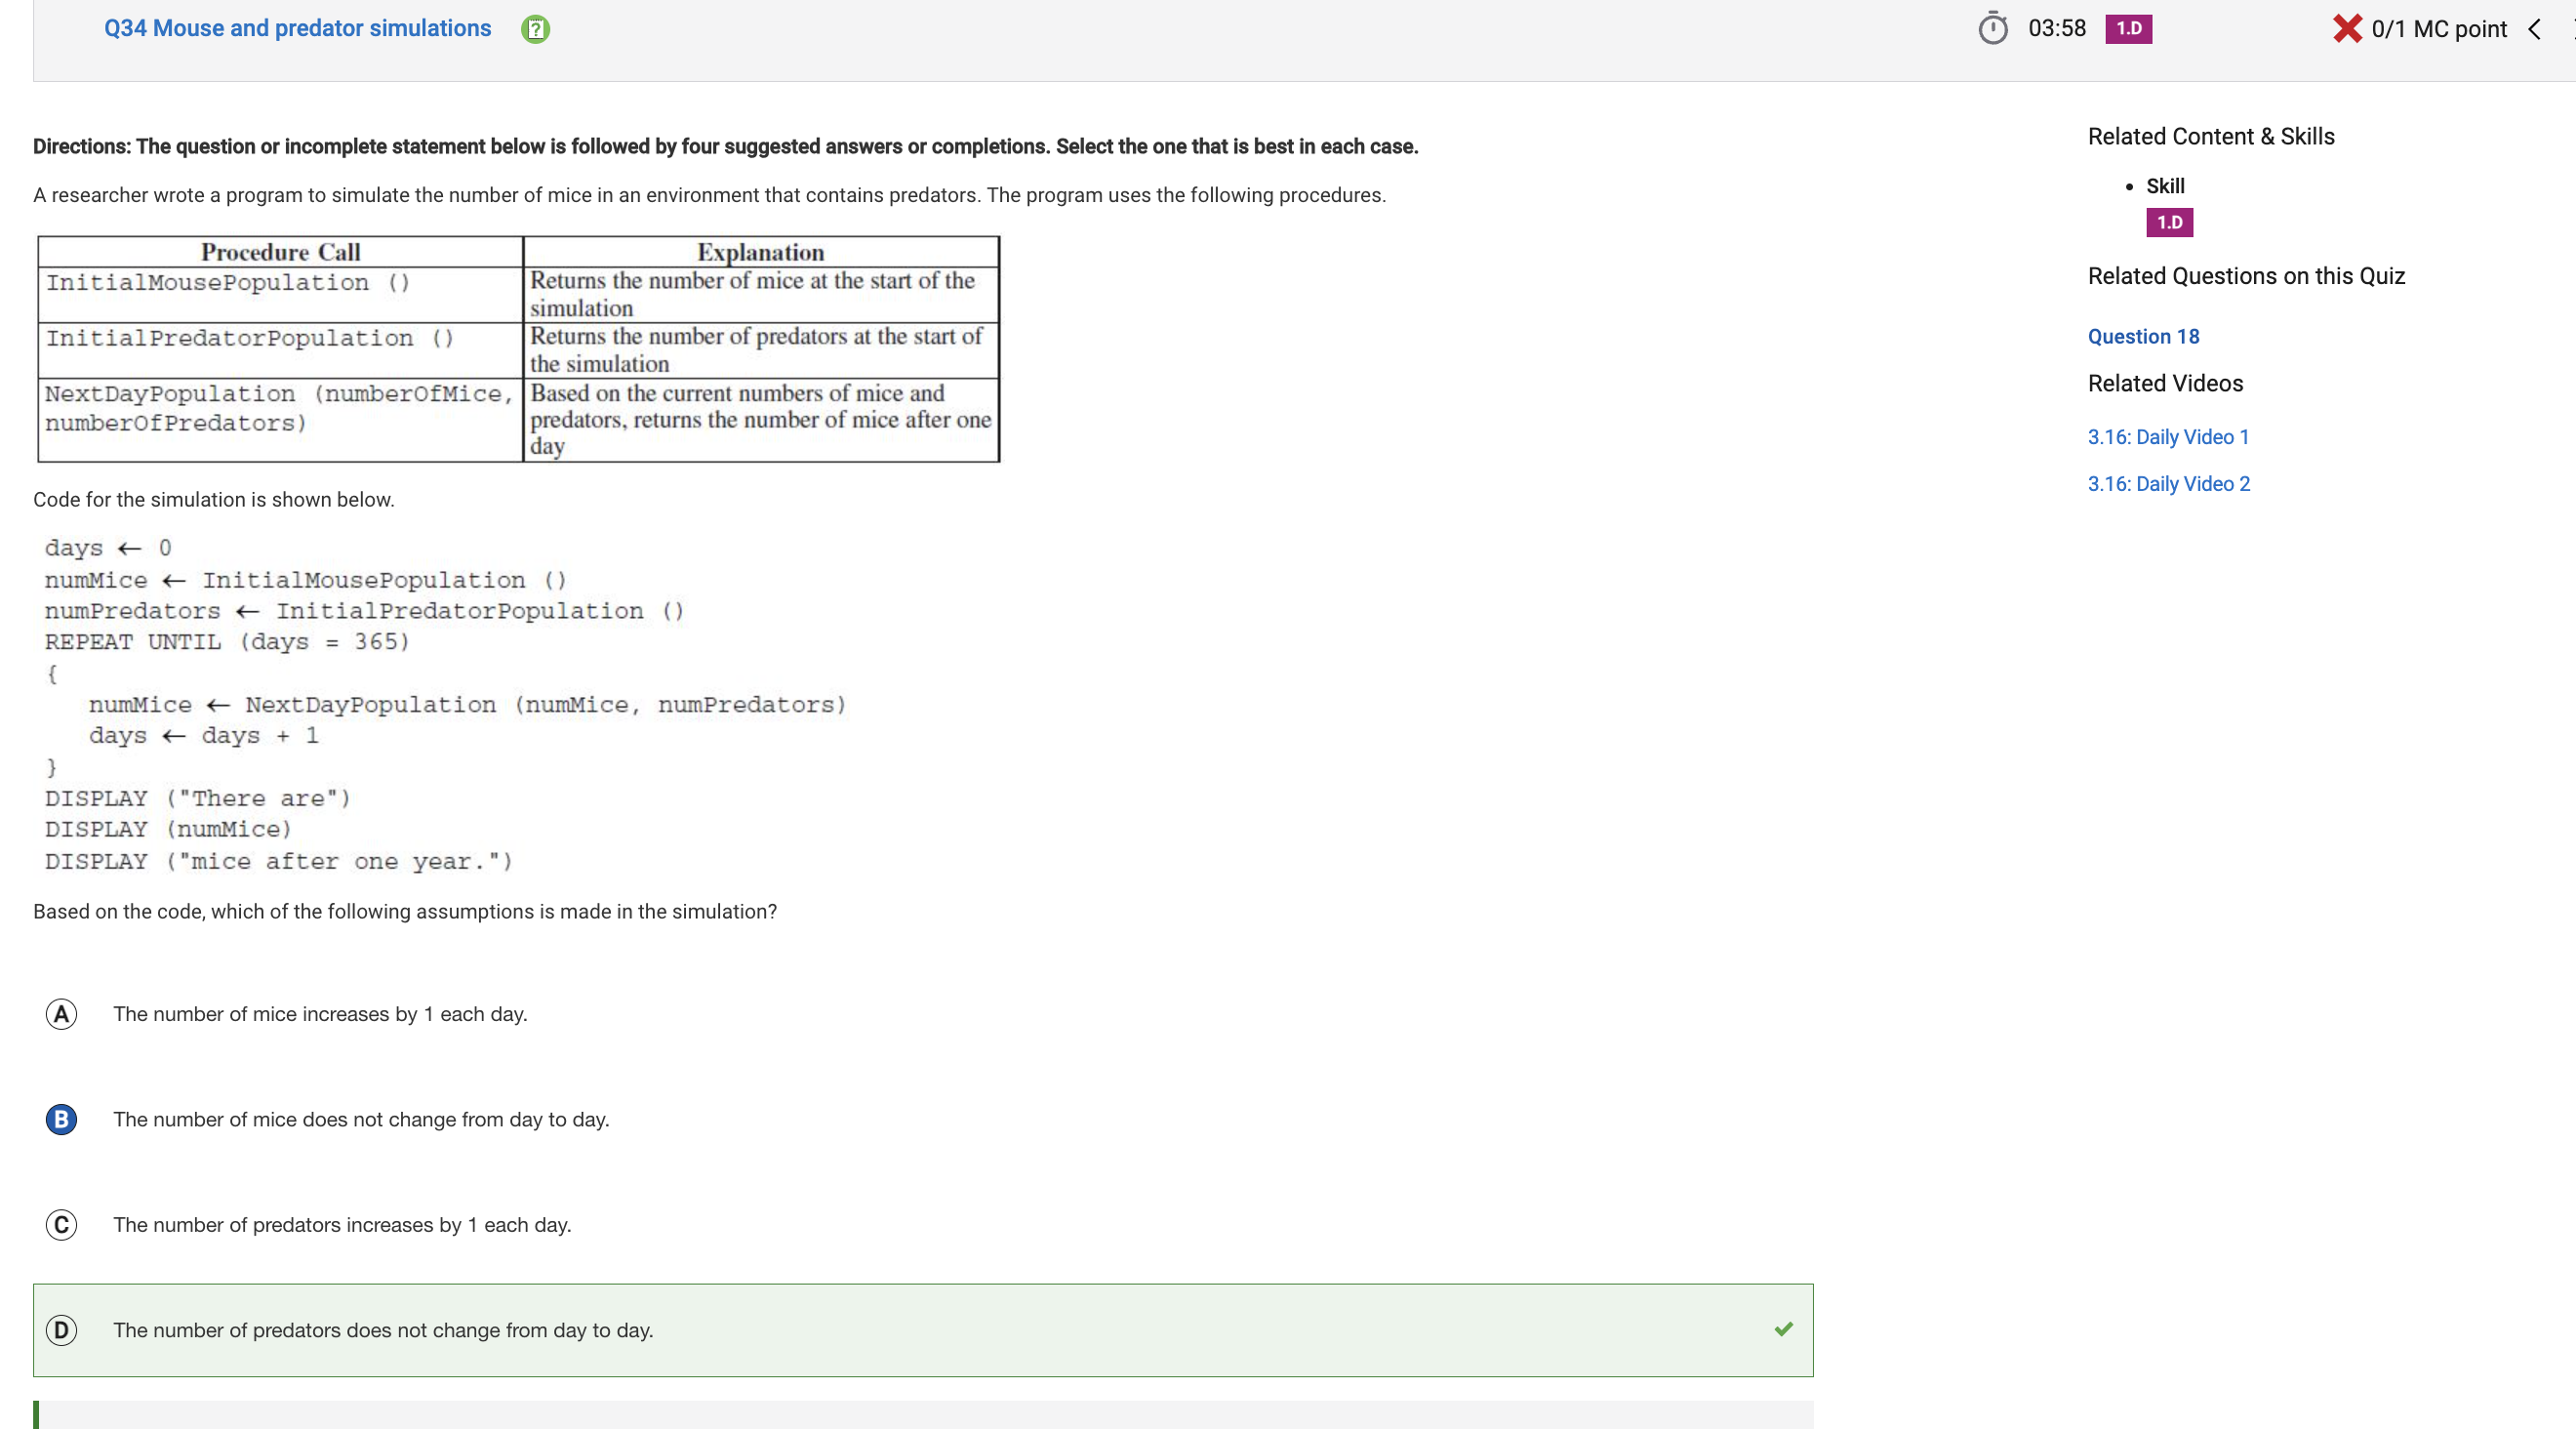 Q34 Mouse and predator simulations
03:58
1.D
0/1 MC point
Directions: The question or incomplete statement below is followed by four suggested answers or completions. Select the one that is best in each case.
A researcher wrote a program to simulate the number of mice in an environment that contains predators. The program uses the following procedures.
Procedure Call
Explanation
InitialMousePopulation ()
Returns the number of mice at the start of the
simulation
InitialPredatorPopulation ()
Returns the number of predators at the start of
the simulation
NextDayPopulation (numberOfMice,
numberOfPredators)
Based on the current numbers of mice and
predators, returns the number of mice after one
day
Code for the simulation is shown below.
days ← 0
numMice ← InitialMousePopulation ()
numPredators ← InitialPredatorPopulation ()
REPEAT UNTIL (days = 365)
{
numMice ← NextDayPopulation (numMice, numPredators)
days ← days + 1
}
DISPLAY ("There are")
DISPLAY (numMice)
DISPLAY ("mice after one year.")
Based on the code, which of the following assumptions is made in the simulation?
A The number of mice increases by 1 each day.
B The number of mice does not change from day to day.
C The number of predators increases by 1 each day.
D The number of predators does not change from day to day.
Related Content & Skills
• Skill
1.D
Related Questions on this Quiz
Question 18
Related Videos
3.16: Daily Video 1
3.16: Daily Video 2